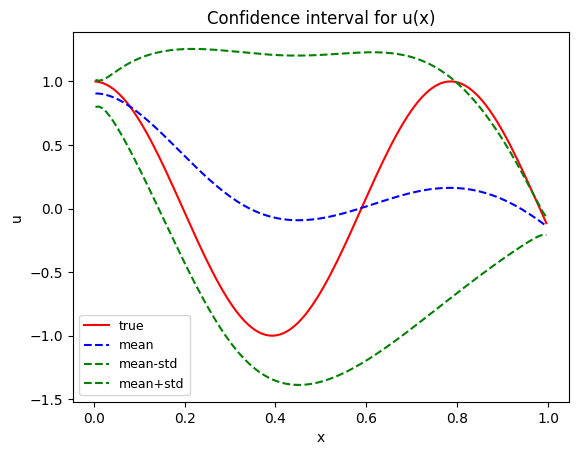 Confidence interval for u(x)
1.0
0.5
0.0
−0.5
−1.0
−1.5
u
true
mean
mean-std
mean+std
0.0 0.2 0.4 0.6 0.8 1.0
x